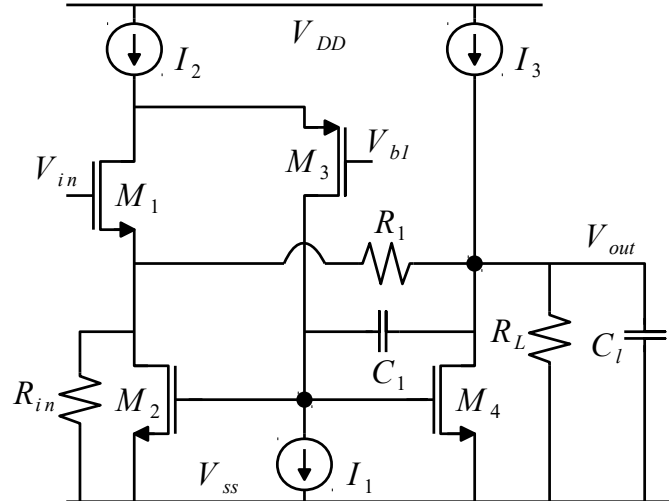 V_DD
I_2
I_3
V_in
M_1
M_3
V_b1
R_1
V_out
R_in
M_2
C_1
M_4
R_L
C_l
V_ss
I_1